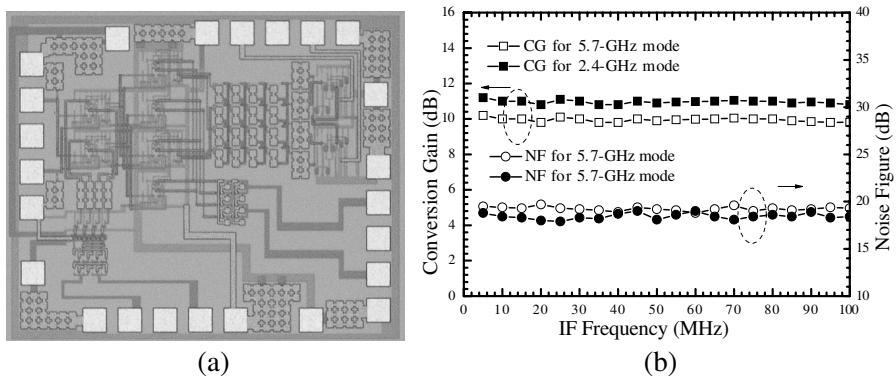 16
14
12
10
8
6
4
2
0
Conversion Gain (dB)
CG for 5.7-GHz mode
CG for 2.4-GHz mode
NF for 5.7-GHz mode
NF for 5.7-GHz mode
40
35
30
25
20
15
10
Noise Figure (dB)
0 10 20 30 40 50 60 70 80 90 100
IF Frequency (MHz)
(a)
(b)